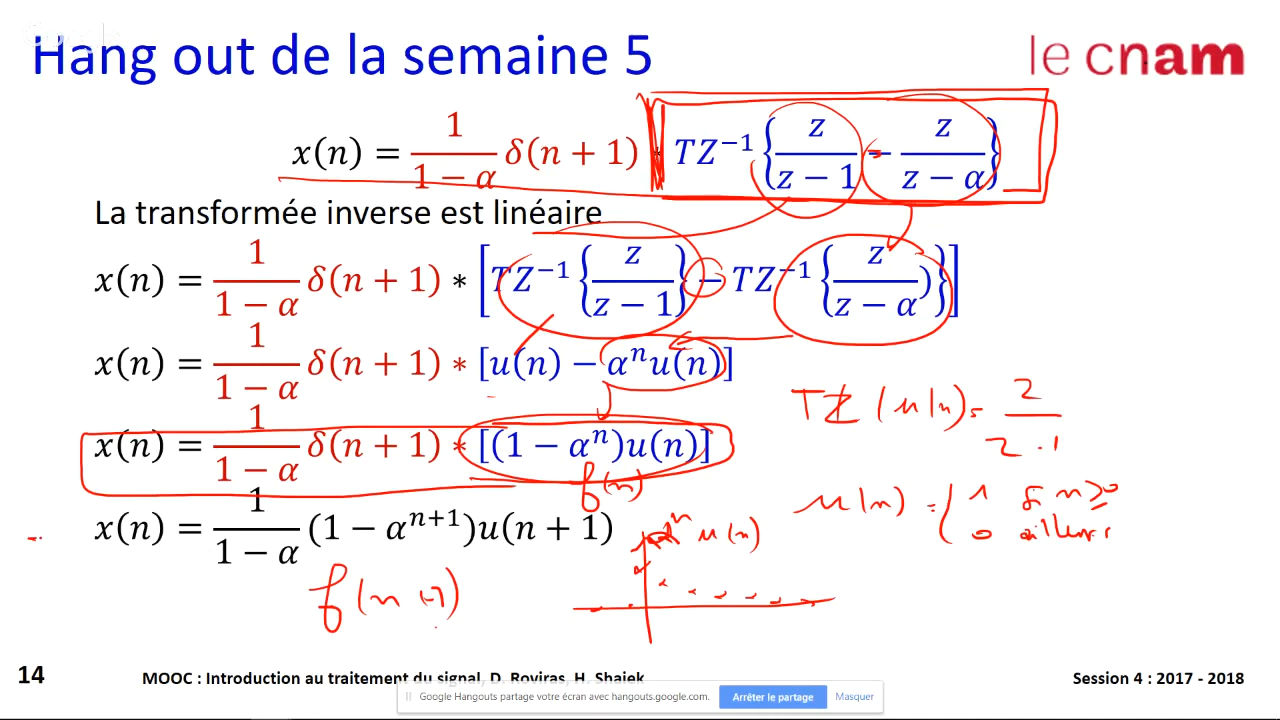 Hang out de la semaine 5
le cnam
x(n) = 1/(1 − α) δ(n + 1) * TZ⁻¹ {z/(z − 1) − z/(z − α)}
La transformée inverse est linéaire
x(n) = 1/(1 − α) δ(n + 1) * [TZ⁻¹ {z/(z − 1)} − TZ⁻¹ {z/(z − α)}}]
x(n) = 1/(1 − α) δ(n + 1) * [u(n) − αⁿu(n)]
TZ (u(n) = z/(z - 1)
x(n) = 1/(1 − α) δ(n + 1) * [(1 − αⁿ)u(n)]
f(n)
u(n) = ( 1 si n ≥ 0
0 ailleurs
x(n) = 1/(1 − α) (1 − αⁿ⁺¹)u(n + 1)
αⁿ u(n)
f(n+1)
14
MOOC : Introduction au traitement du signal, D. Roviras, H. Shaiek
Session 4 : 2017 - 2018
Google Hangouts partage votre écran avec hangouts.google.com.
Arrêter le partage
Masquer